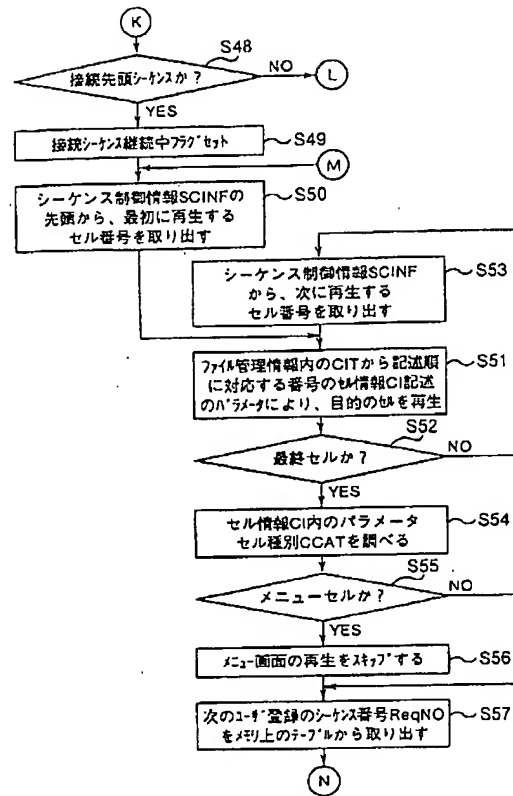 K
S48
接続先頭シーケンスか?
NO
L
YES
接続シーケンス継続中フラグセット
S49
M
シーケンス制御情報SCINFの
先頭から、最初に再生する
セル番号を取り出す
S50
シーケンス制御情報SCINF
から、次に再生する
セル番号を取り出す
S53
ファイル管理情報内のCITから記述順
に対応する番号のセル情報CI記述
のパラメータにより、目的のセルを再生
S51
S52
最終セルか?
NO
YES
セル情報CI内のパラメータ
セル種別CCATを調べる
S54
S55
メニューセルか?
NO
YES
メニュー画面の再生をスキップする
S56
次のユーザ登録のシーケンス番号ReqNO
をメモリ上のテーブルから取り出す
S57
N